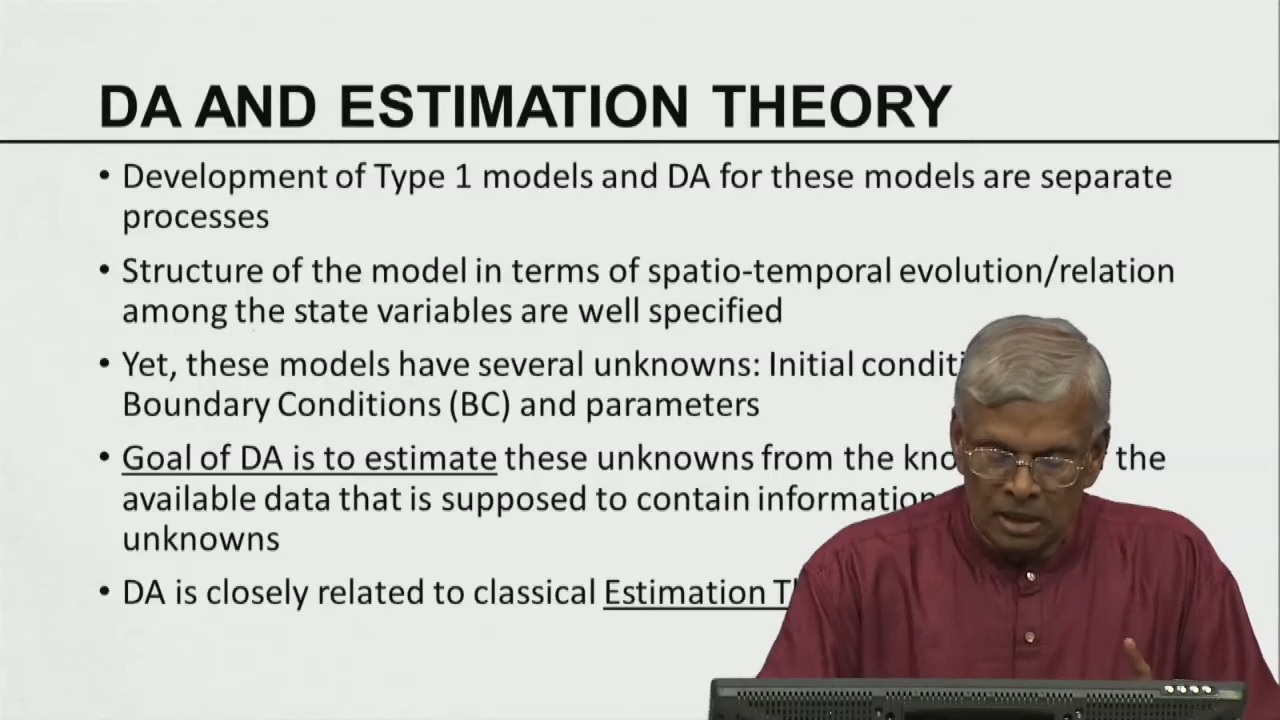 DA AND ESTIMATION THEORY
• Development of Type 1 models and DA for these models are separate
processes
• Structure of the model in terms of spatio-temporal evolution/relation
among the state variables are well specified
• Yet, these models have several unknowns: Initial
Boundary Conditions (BC) and parameters
• Goal of DA is to estimate these unknowns from the the
available data that is supposed to contain information
unknowns
• DA is closely related to classical Estimation